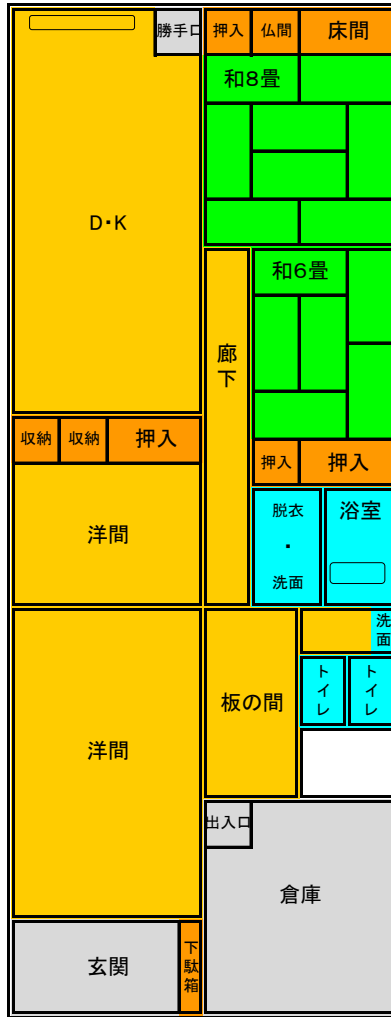 勝手口
押入
仏間
床間
和8畳
D・K
和6畳
廊下
収納
収納
押入
押入
押入
洋間
脱衣
・
洗面
浴室
洗面
トイレ
トイレ
板の間
洋間
出入口
倉庫
玄関
下駄箱